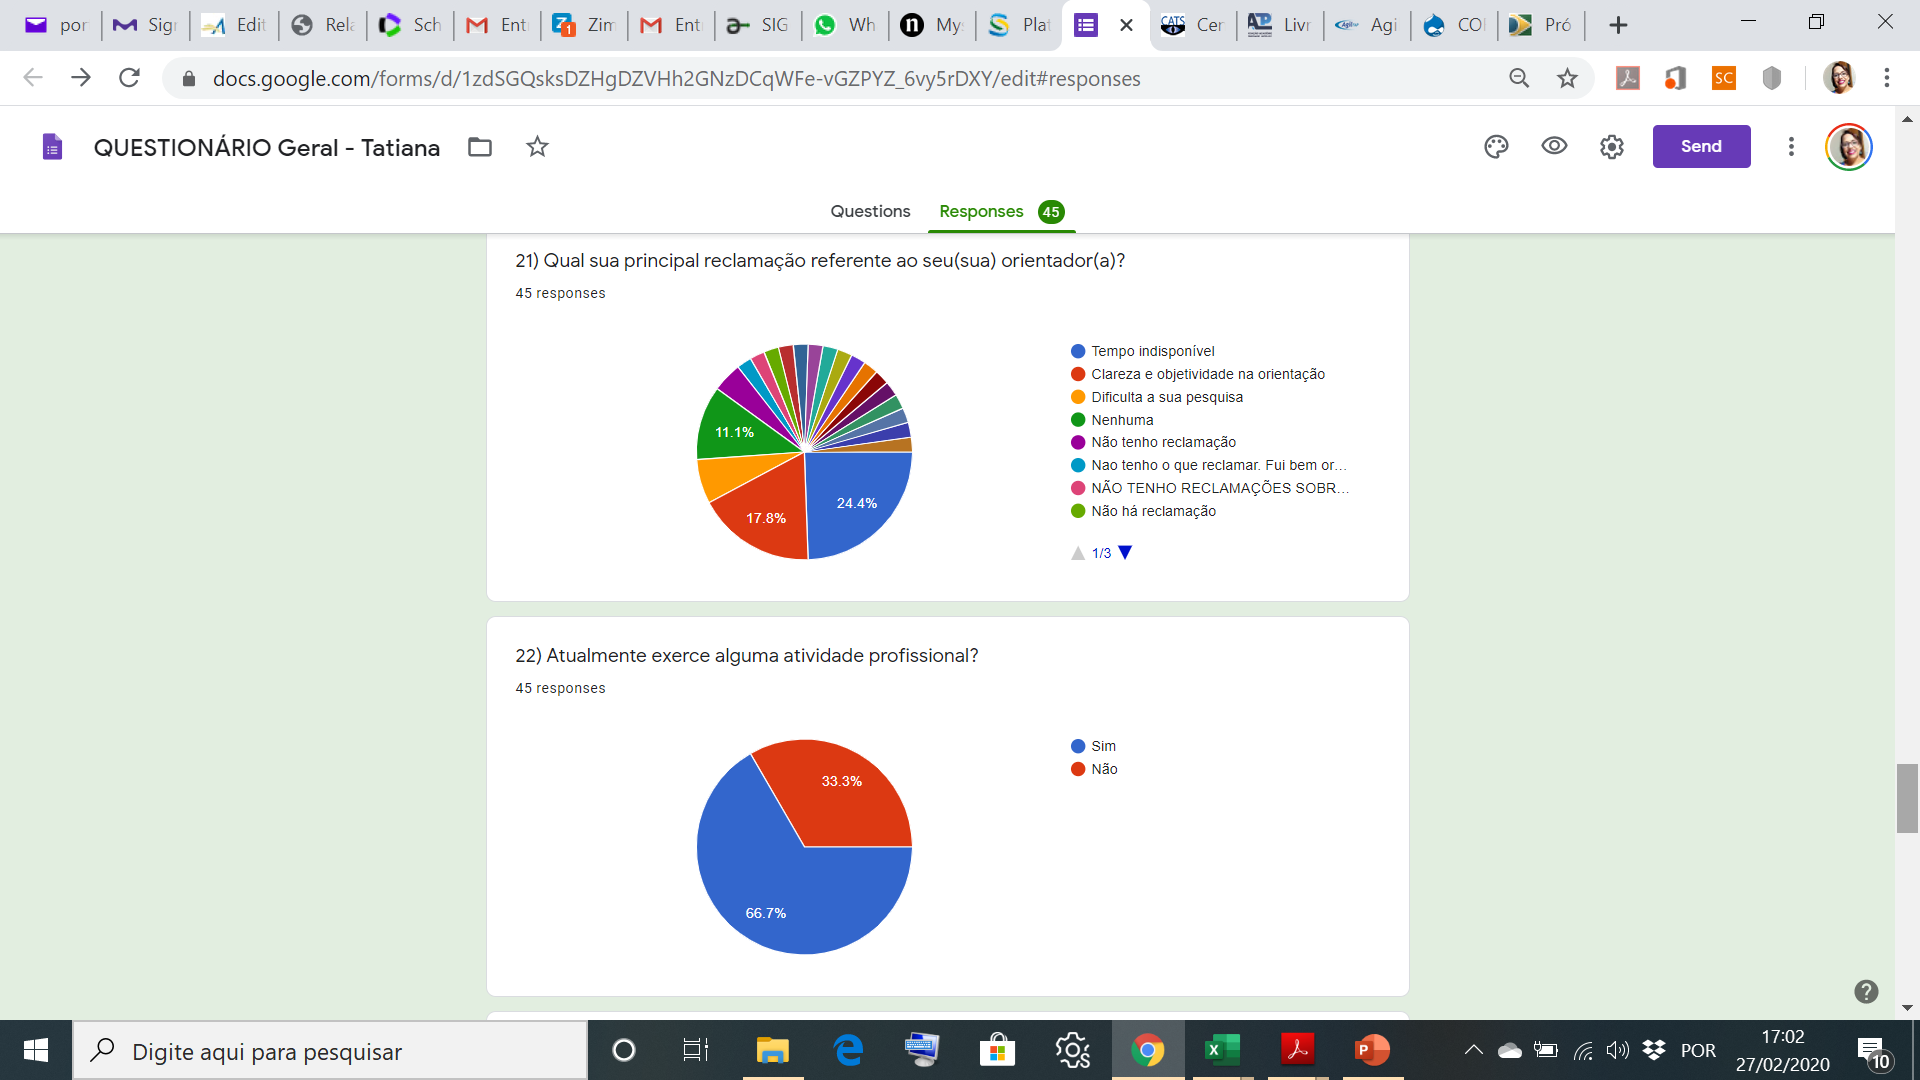 por
Sign
Edit
Rela
Sch
Ent
Zim
Ent
SIG
Wh
My
Plat
Cer
Livr
Agi
CO
Pró
docs.google.com/forms/d/1zdSGQsksDZHgDZVHh2GNzDCqWFe-vGZPYZ_6vy5rDXY/edit#responses
SC
QUESTIONÁRIO Geral - Tatiana
Send
Questions
Responses 45
21) Qual sua principal reclamação referente ao seu(sua) orientador(a)?
45 responses
11.1%
17.8%
24.4%
Tempo indisponível
Clareza e objetividade na orientação
Dificulta a sua pesquisa
Nenhuma
Não tenho reclamação
Nao tenho o que reclamar. Fui bem or...
NÃO TENHO RECLAMAÇÕES SOBR...
Não há reclamação
1/3
22) Atualmente exerce alguma atividade profissional?
45 responses
33.3%
66.7%
Sim
Não
Digite aqui para pesquisar
POR
17:02
27/02/2020
10